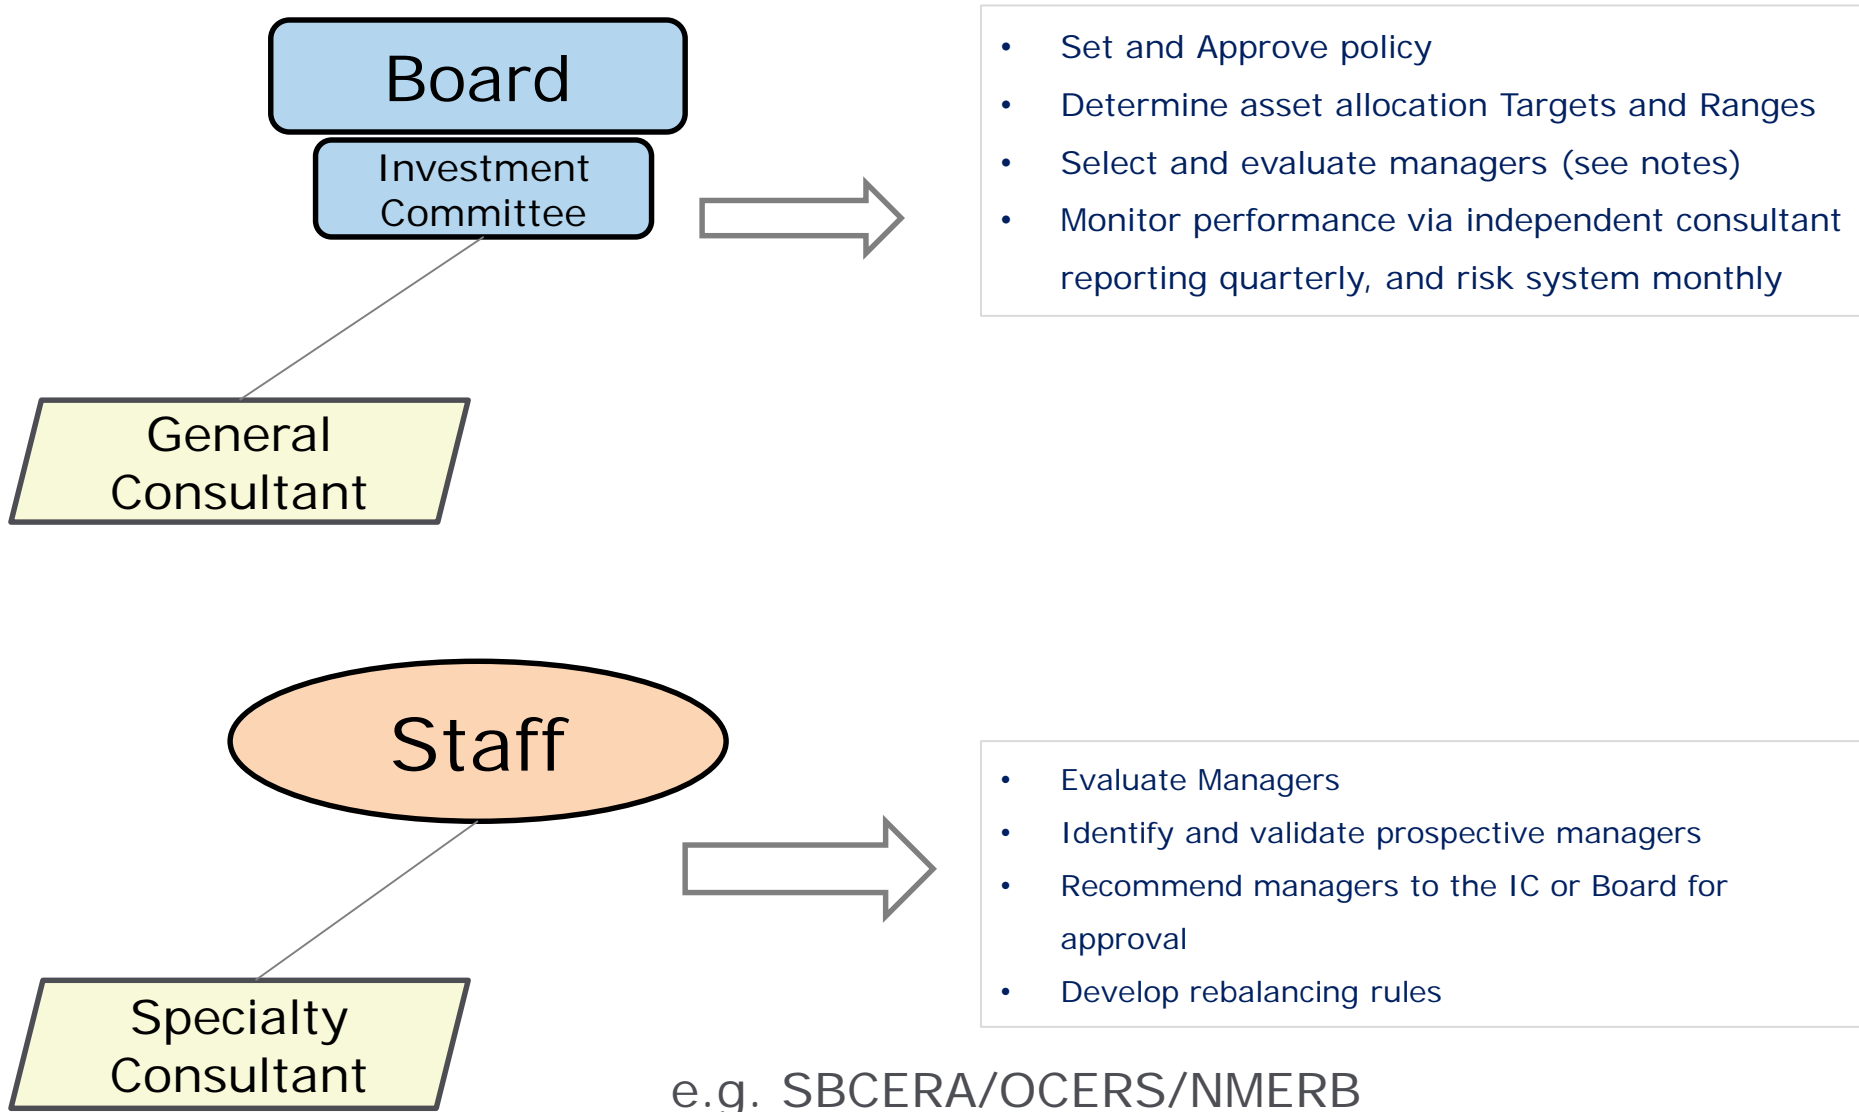 Board
Investment
Committee
• Set and Approve policy
• Determine asset allocation Targets and Ranges
• Select and evaluate managers (see notes)
• Monitor performance via independent consultant
reporting quarterly, and risk system monthly
General
Consultant
Staff
• Evaluate Managers
• Identify and validate prospective managers
• Recommend managers to the IC or Board for
approval
• Develop rebalancing rules
Specialty
Consultant
e.g. SBCERA/OCERS/NMERB